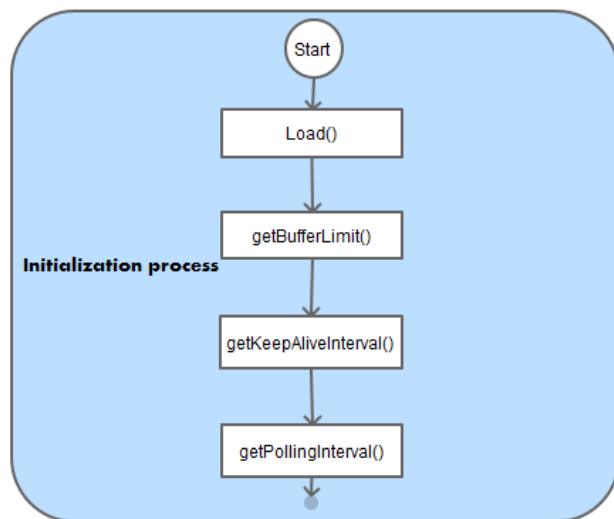 Start
Load()
getBufferLimit()
Initialization process
getKeepAliveInterval()
getPollingInterval()